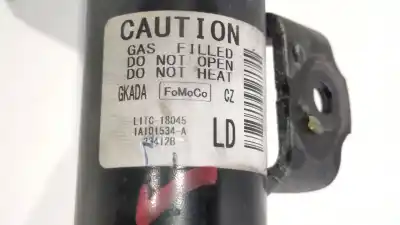 CAUTION
GAS FILLED
DO NOT OPEN
DO NOT HEAT
GKADA FoMoCo CZ
L1TC-18045
1A101534-A
23412B LD